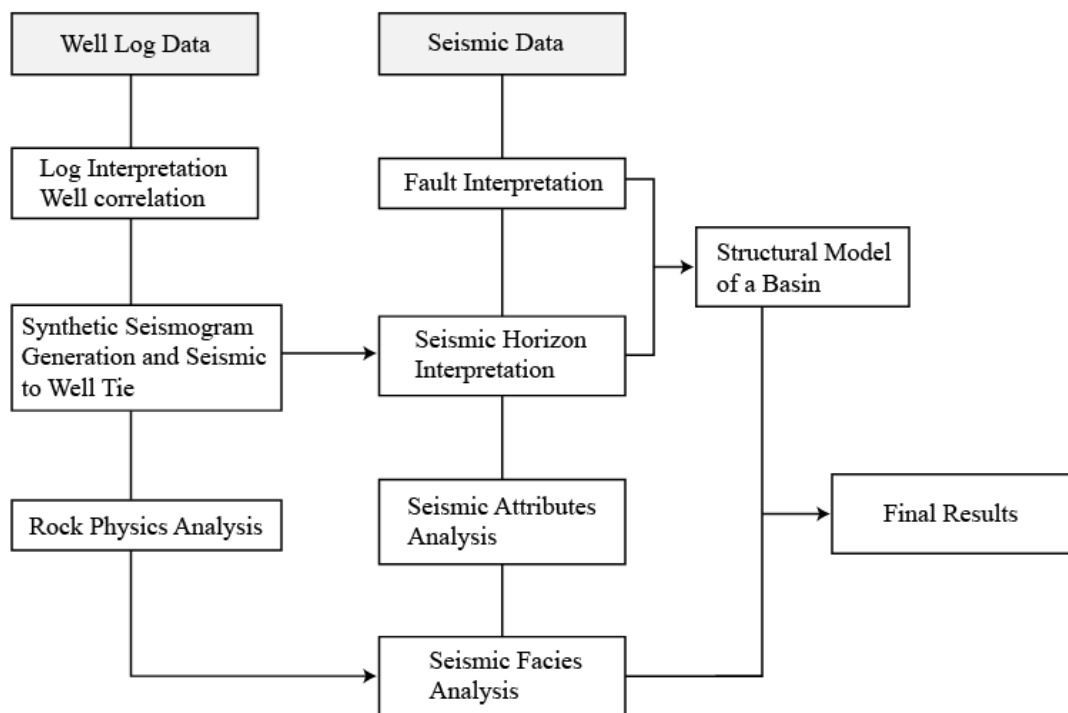 Well Log Data
Seismic Data
Log Interpretation
Well correlation
Fault Interpretation
Structural Model
of a Basin
Synthetic Seismogram
Generation and Seismic
to Well Tie
Seismic Horizon
Interpretation
Rock Physics Analysis
Seismic Attributes
Analysis
Final Results
Seismic Facies
Analysis